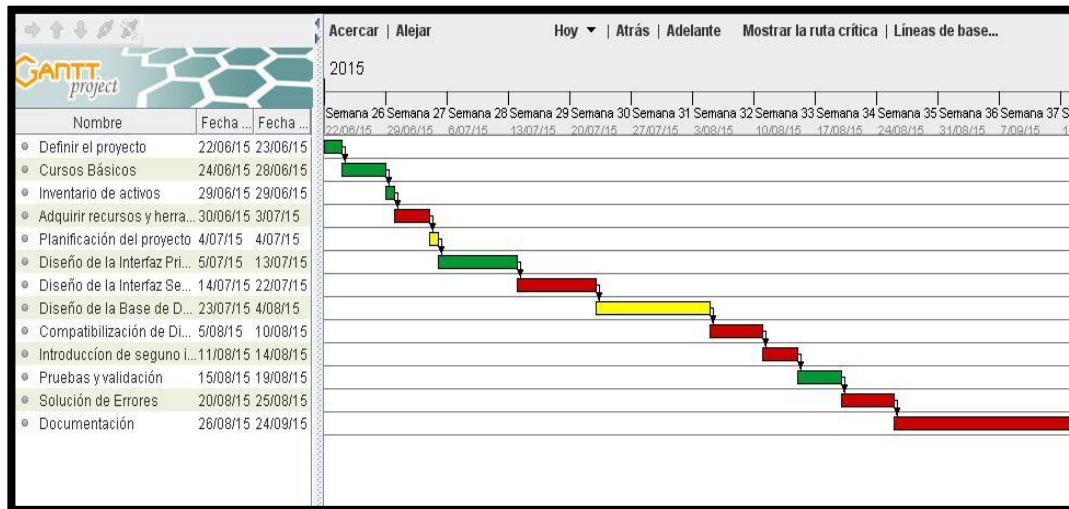 Acercar | Alejar Hoy ▼ | Atrás | Adelante Mostrar la ruta crítica | Líneas de base...
GANTT
project
2015
Nombre Fecha ... Fecha ...
Semana 26 Semana 27 Semana 28 Semana 29 Semana 30 Semana 31 Semana 32 Semana 33 Semana 34 Semana 35 Semana 36 Semana 37 S
22/06/15 29/06/15 6/07/15 13/07/15 20/07/15 27/07/15 3/08/15 10/08/15 17/08/15 24/08/15 31/08/15 7/09/15 1
Definir el proyecto 22/06/15 23/06/15
Cursos Básicos 24/06/15 28/06/15
Inventario de activos 29/06/15 29/06/15
Adquirir recursos y herra... 30/06/15 3/07/15
Planificación del proyecto 4/07/15 4/07/15
Diseño de la Interfaz Pri... 5/07/15 13/07/15
Diseño de la Interfaz Se... 14/07/15 22/07/15
Diseño de la Base de D... 23/07/15 4/08/15
Compatibilización de Di... 5/08/15 10/08/15
Introduccíon de seguno i... 11/08/15 14/08/15
Pruebas y validación 15/08/15 19/08/15
Solución de Errores 20/08/15 25/08/15
Documentación 26/08/15 24/09/15